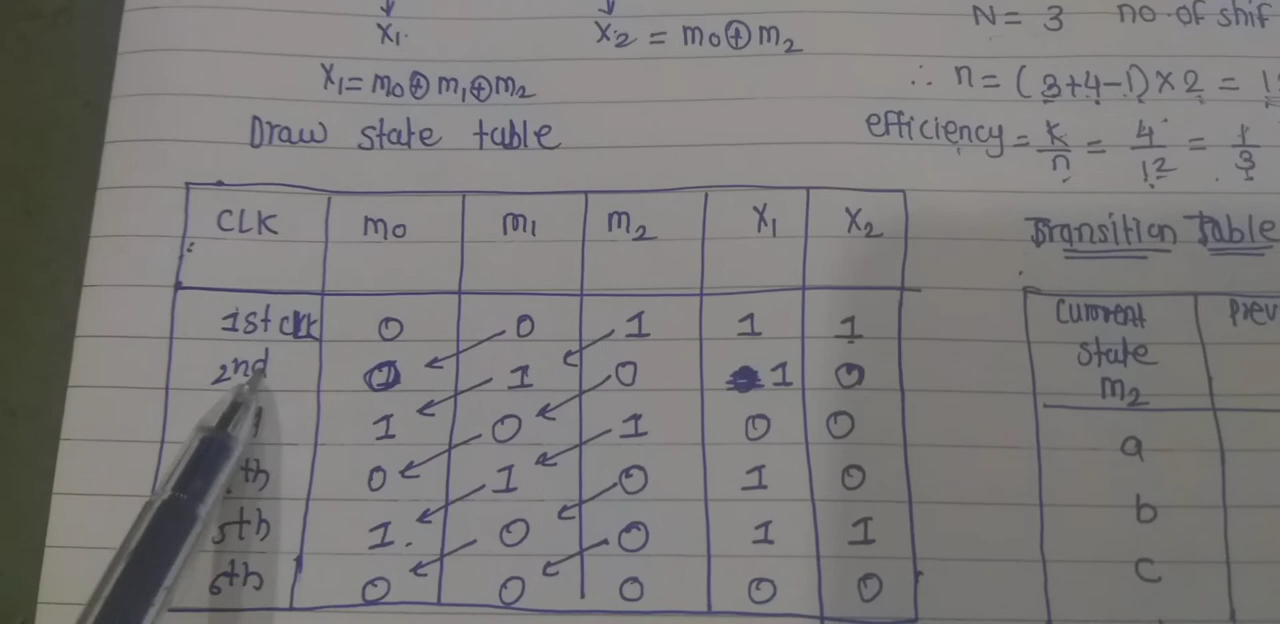 X₁.
X₂ = m₀⊕m₂
N = 3 no. of shif
X₁ = m₀⊕m₁⊕m₂
∴ n = (3+4-1)×2 =
Draw state table
efficiency = k/n = 4/12 = 1/3
CLK m₀ m₁ m₂ X₁ X₂
1st clk 0 0 1 1 1
2nd 0 1 0 1 0
1 0 1 0 0
th 0 1 0 1 0
5th 1. 0 0 1 1
6th 0 0 0 0 0
Transition Table
Current state m₂ Prev
a
b
c